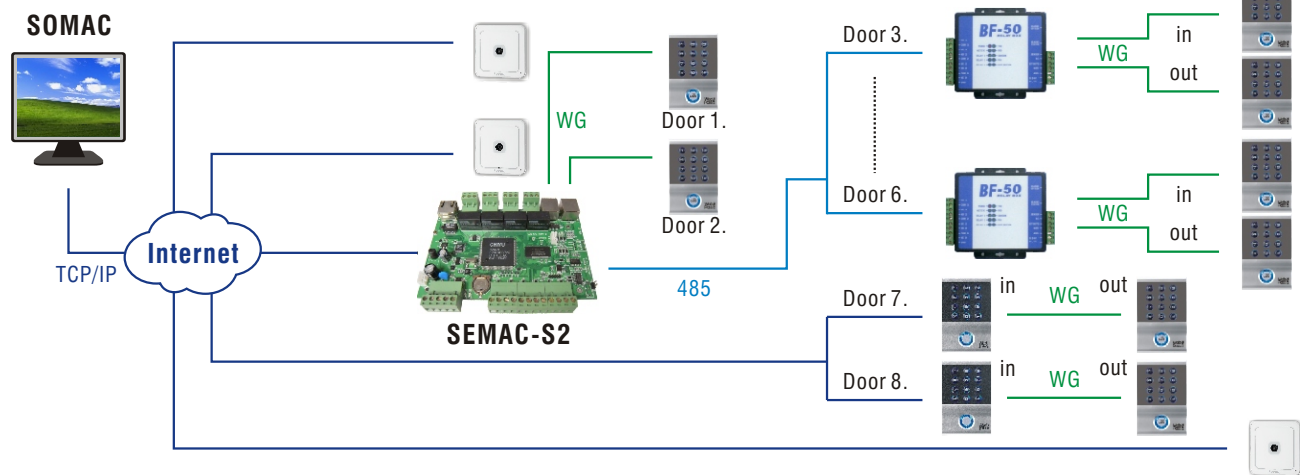 SOMAC
TCP/IP
Internet
WG
Door 1.
Door 2.
SEMAC-S2
485
Door 3.
BF-50
WG
in
out
Door 6.
BF-50
WG
in
out
Door 7.
in
WG
out
Door 8.
in
WG
out